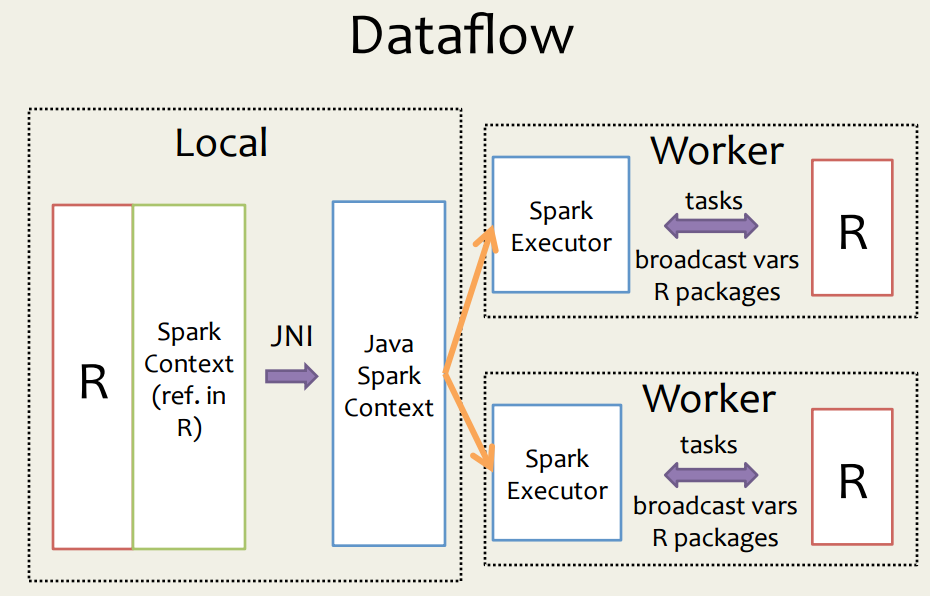 Dataflow
Local
R
Spark
Context
(ref. in
R)
JNI
Java
Spark
Context
Worker
Spark
Executor
tasks
broadcast vars
R packages
R
Worker
Spark
Executor
tasks
broadcast vars
R packages
R